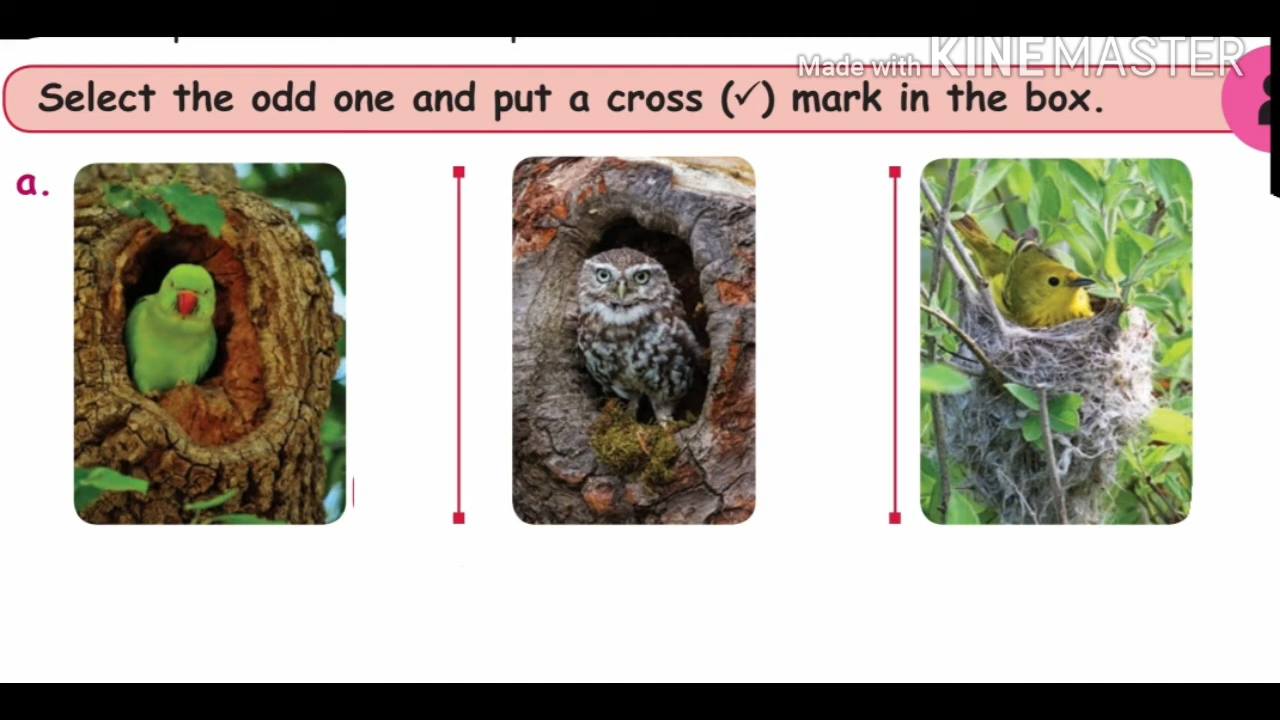 Made with KINEMASTER
Select the odd one and put a cross (✓) mark in the box.
a.